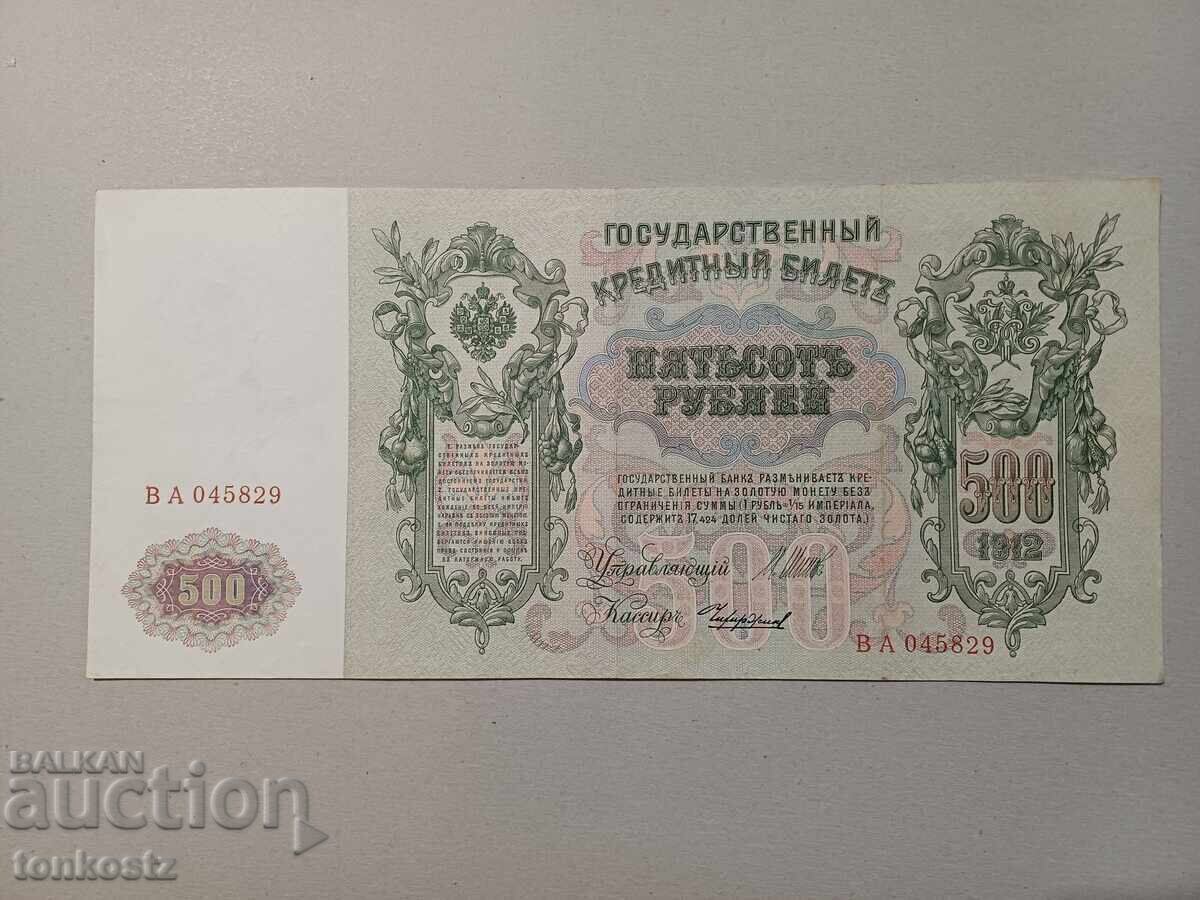 ГОСУДАРСТВЕННЫЙ
КРЕДИТНЫЙ БИЛЕТЪ
ПЯТЬСОТЪ
РУБЛЕЙ
ГОСУДАРСТВЕННЫЙ БАНКЪ РАЗМѢНИВАЕТЪ КРЕ-
ДИТНЫЕ БИЛЕТЫ НА ЗОЛОТУЮ МОНЕТУ БЕЗЪ
ОГРАНИЧЕНІЯ СУММЫ (1 РУБЛЬ=1/15 ИМПЕРІАЛА,
СОДЕРЖИТЪ 17,424 ДОЛЕЙ ЧИСТАГО ЗОЛОТА.)
Управляющій
Кассиръ
500
ВА 045829
500
ВА 045829
500
1912
BALKAN
auction
tonkostz